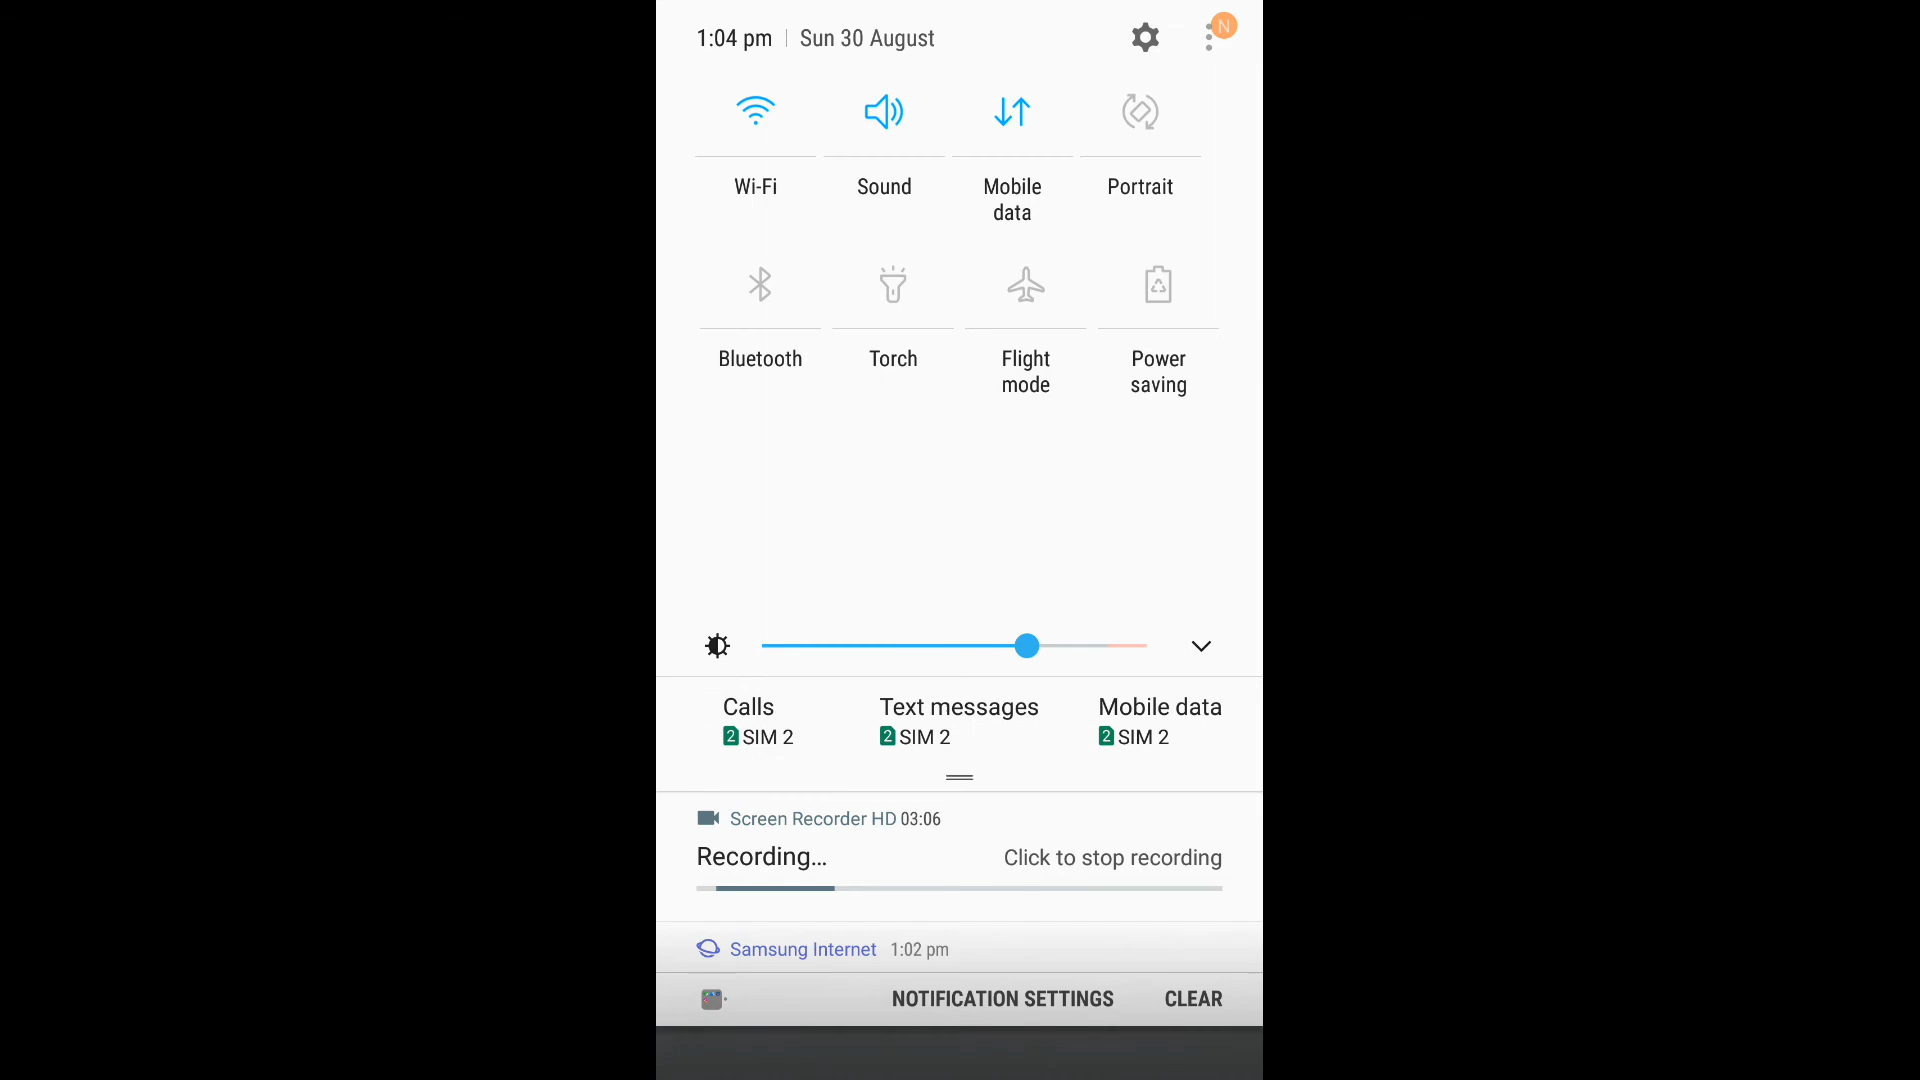 1:04 pm | Sun 30 August
N
Wi-Fi
Sound
Mobile
data
Portrait
Bluetooth
Torch
Flight
mode
Power
saving
Calls
2 SIM 2
Text messages
2 SIM 2
Mobile data
2 SIM 2
Screen Recorder HD 03:06
Recording...
Click to stop recording
Samsung Internet 1:02 pm
NOTIFICATION SETTINGS
CLEAR